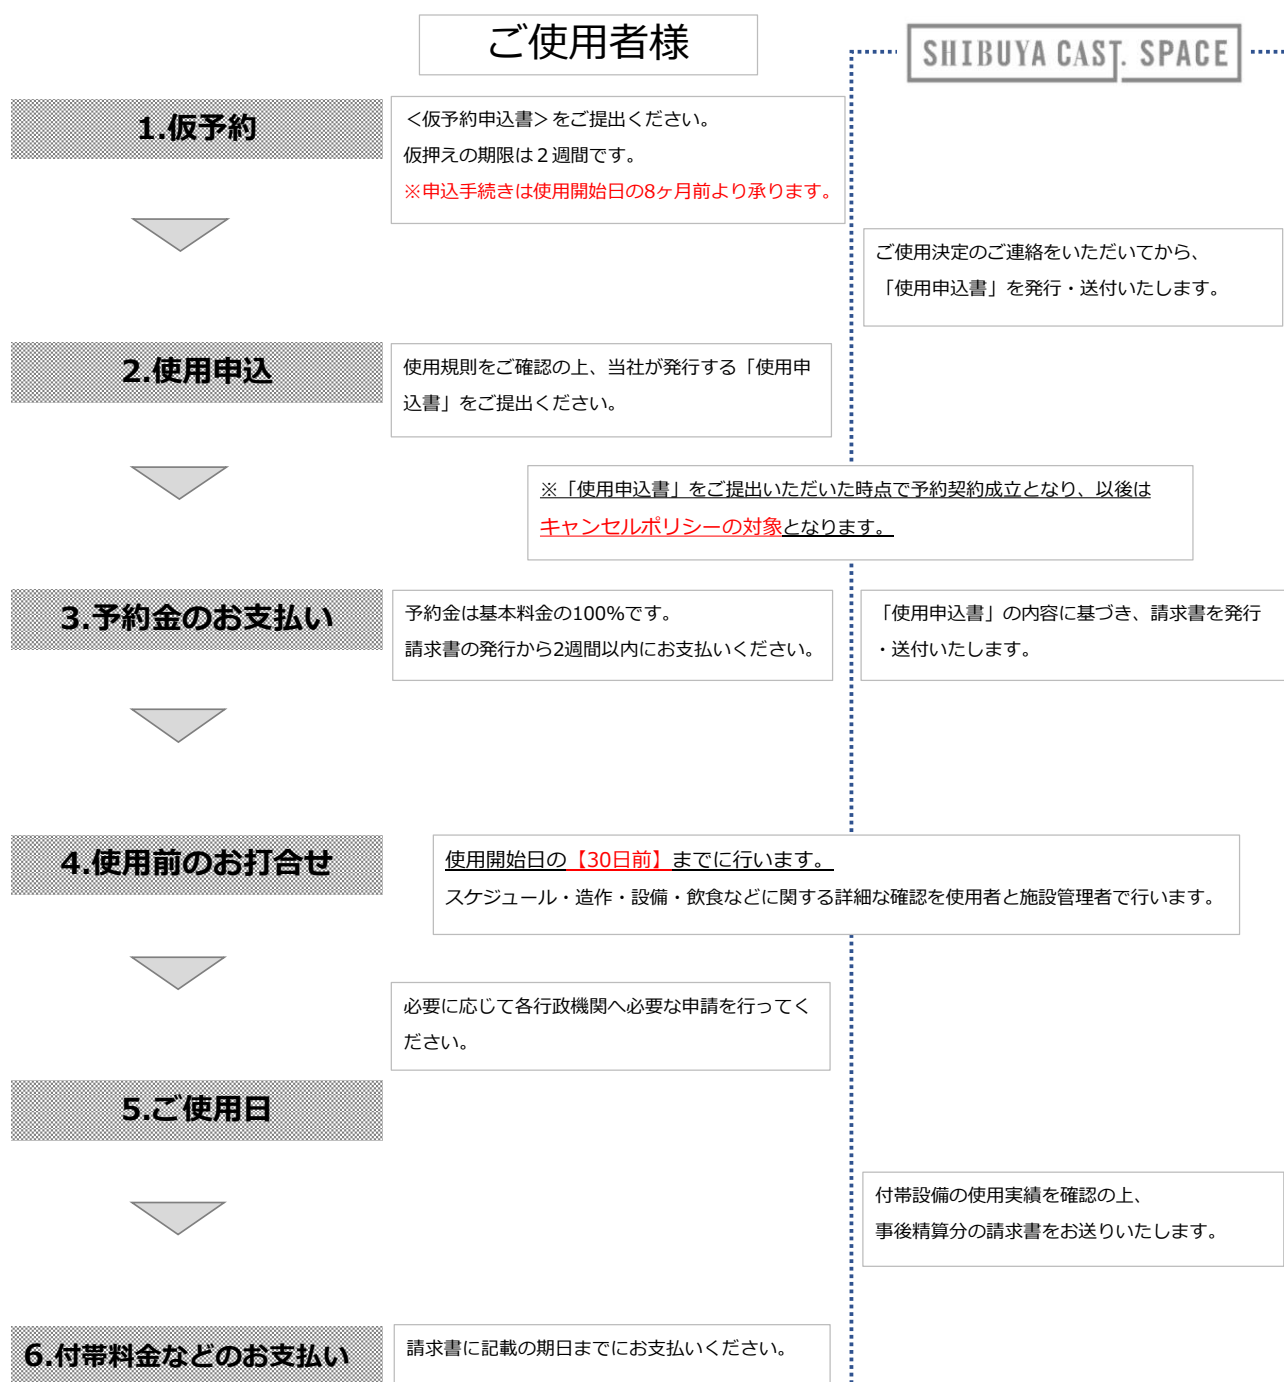 ご使用者様
SHIBUYA CAST. SPACE
1.仮予約
＜仮予約申込書＞をご提出ください。
仮押えの期限は２週間です。
※申込手続きは使用開始日の8ヶ月前より承ります。
ご使用決定のご連絡をいただいてから、
「使用申込書」を発行・送付いたします。
2.使用申込
使用規則をご確認の上、当社が発行する「使用申
込書」をご提出ください。
※「使用申込書」をご提出いただいた時点で予約契約成立となり、以後は
キャンセルポリシーの対象となります。
3.予約金のお支払い
予約金は基本料金の100%です。
請求書の発行から2週間以内にお支払いください。
「使用申込書」の内容に基づき、請求書を発行
・送付いたします。
4.使用前のお打合せ
使用開始日の【30日前】までに行います。
スケジュール・造作・設備・飲食などに関する詳細な確認を使用者と施設管理者で行います。
必要に応じて各行政機関へ必要な申請を行ってく
ださい。
5.ご使用日
付帯設備の使用実績を確認の上、
事後精算分の請求書をお送りいたします。
6.付帯料金などのお支払い
請求書に記載の期日までにお支払いください。